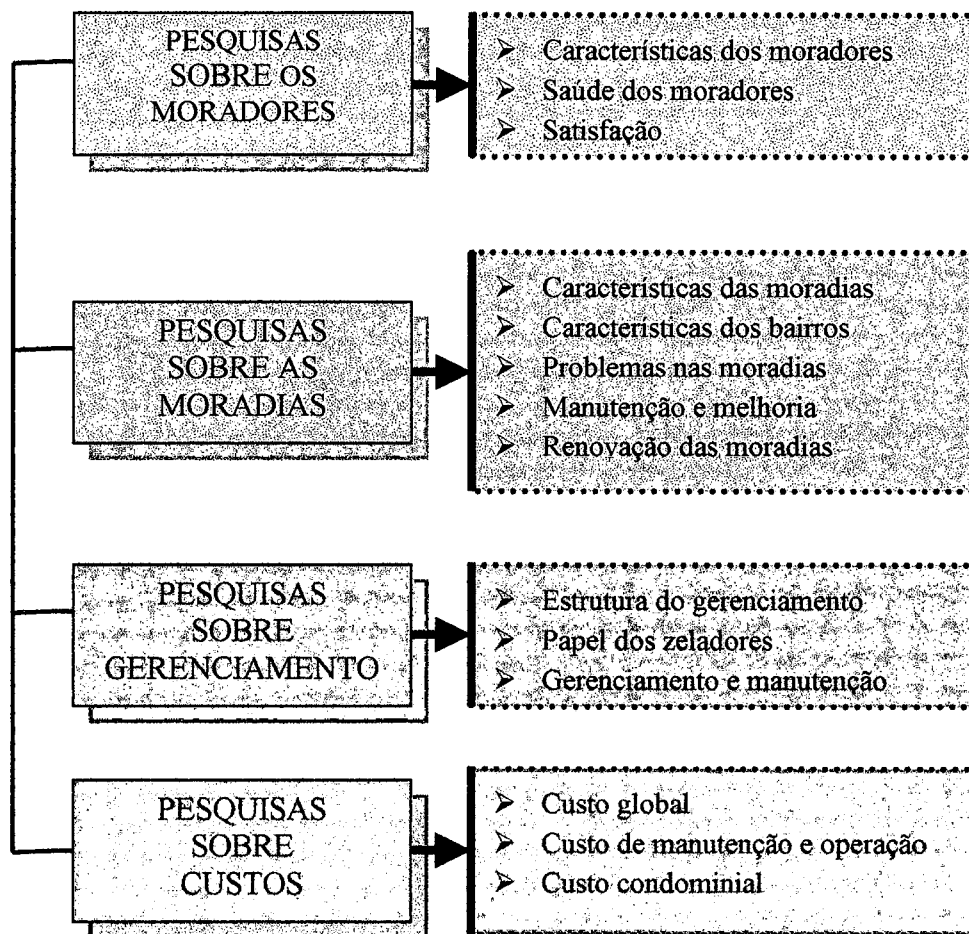 PESQUISAS
SOBRE OS
MORADORES
➤ Características dos moradores
➤ Saúde dos moradores
➤ Satisfação
PESQUISAS
SOBRE AS
MORADIAS
➤ Características das moradias
➤ Características dos bairros
➤ Problemas nas moradias
➤ Manutenção e melhoria
➤ Renovação das moradias
PESQUISAS
SOBRE
GERENCIAMENTO
➤ Estrutura do gerenciamento
➤ Papel dos zeladores
➤ Gerenciamento e manutenção
PESQUISAS
SOBRE
CUSTOS
➤ Custo global
➤ Custo de manutenção e operação
➤ Custo condominial